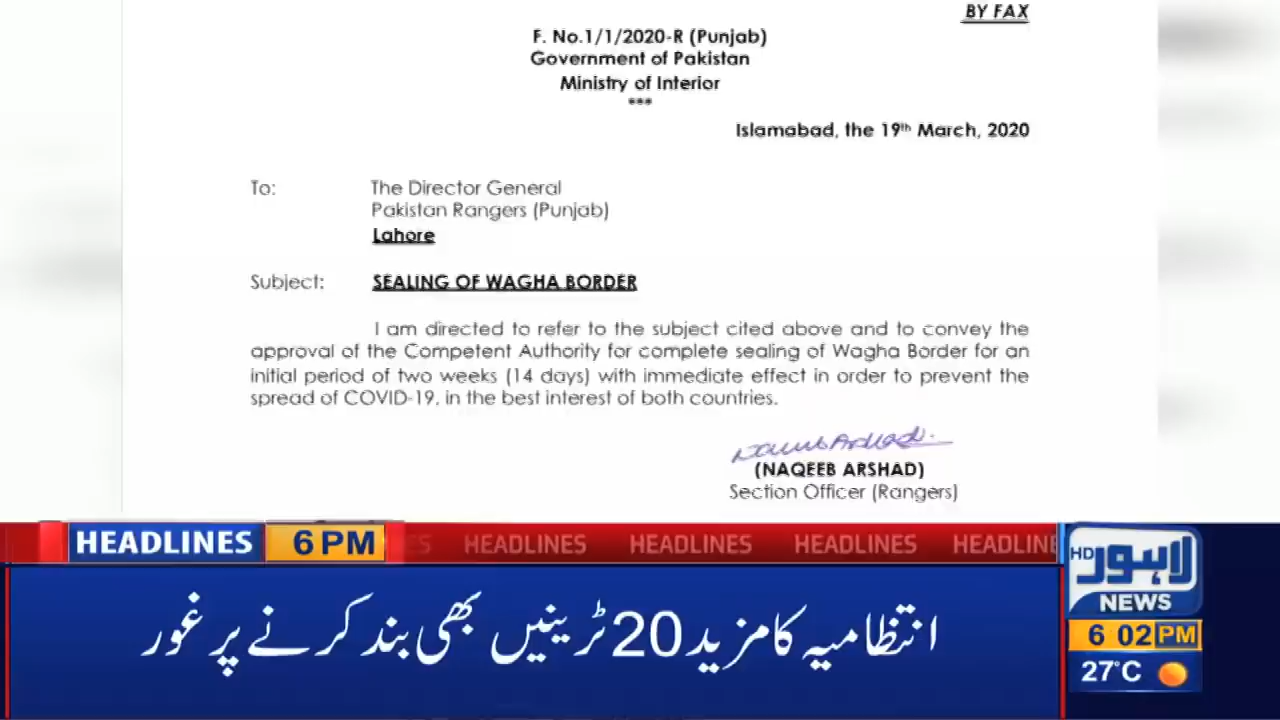 BY FAX
F. No.1/1/2020-R (Punjab)
Government of Pakistan
Ministry of Interior
***
Islamabad, the 19th March, 2020
To: The Director General
Pakistan Rangers (Punjab)
Lahore
Subject: SEALING OF WAGHA BORDER
I am directed to refer to the subject cited above and to convey the
approval of the Competent Authority for complete sealing of Wagha Border for an
initial period of two weeks (14 days) with immediate effect in order to prevent the
spread of COVID-19, in the best interest of both countries.
(NAQEEB ARSHAD)
Section Officer (Rangers)
HEADLINES 6 PM HEADLINES HEADLINES HEADLINES HEADLINE
انتظامیہ کا مزید 20 ٹرینیں بھی بند کرنے پر غور
HD لاہور
NEWS
6 02 PM
27°C